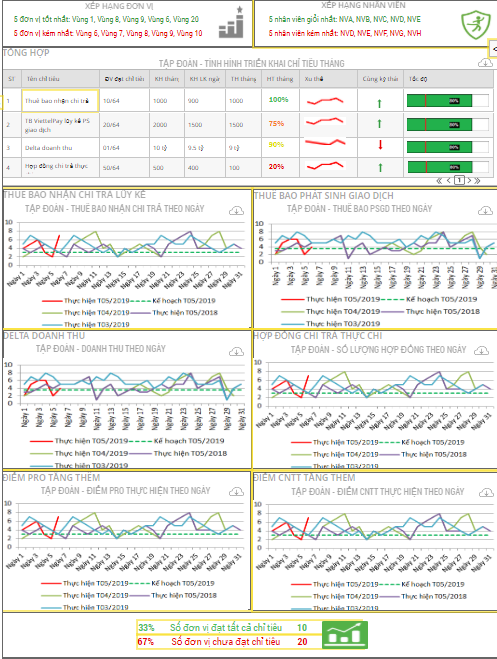 XẾP HẠNG ĐƠN VỊ
6 đơn vị tốt nhất: Vùng 1, Vùng 8, Vùng 9, Vùng 6, Vùng 20
6 đơn vị kém nhất: Vùng 6, Vùng 7, Vùng 8, Vùng 9, Vùng 10
XẾP HẠNG NHÂN VIÊN
5 nhân viên giỏi nhất: NVA, NVB, NVC, NVD, NVE
5 nhân viên kém nhất: NVD, NVE, NVF, NVG, NVH
TỔNG HỢP
TẬP ĐOÀN - TÌNH HÌNH TRIỂN KHAI CHỈ TIÊU THÁNG
ST Tên chỉ tiêu ĐV đạt chỉ tiêu KH tháng KH LK ngày TH tháng HT tháng Xu thế Cùng kỳ tháng Tốc độ
1 Thuê bao nhận chi trả 10/64 1000 900 1000 100%
2 TB ViettelPay lũy kế PS giao dịch 20/64 2000 1500 1500 75%
3 Delta doanh thu 01/64 10 tỷ 9.5 tỷ 9 tỷ 90%
4 Hợp đồng chi trả thực 50/64 500 400 100 20%
1
THUÊ BAO NHẬN CHI TRẢ LŨY KẾ
TẬP ĐOÀN - THUÊ BAO NHẬN CHI TRẢ THEO NGÀY
10
8
6
4
2
0
Ngày 1 Ngày 3 Ngày 5 Ngày 7 Ngày 9 Ngày 11 Ngày 13 Ngày 15 Ngày 17 Ngày 19 Ngày 21 Ngày 23 Ngày 25 Ngày 27 Ngày 29 Ngày 31
Thực hiện T05/2019 Kế hoạch T05/2019
Thực hiện T04/2019 Thực hiện T05/2018
Thực hiện T03/2019
THUÊ BAO PHÁT SINH GIAO DỊCH
TẬP ĐOÀN - THUÊ BAO PSGD THEO NGÀY
10
8
6
4
2
0
Ngày 1 Ngày 3 Ngày 5 Ngày 7 Ngày 9 Ngày 11 Ngày 13 Ngày 15 Ngày 17 Ngày 19 Ngày 21 Ngày 23 Ngày 25 Ngày 27 Ngày 29 Ngày 31
Thực hiện T05/2019 Kế hoạch T05/2019
Thực hiện T04/2019 Thực hiện T05/2018
Thực hiện T03/2019
DELTA DOANH THU
TẬP ĐOÀN - DOANH THU THEO NGÀY
10
8
6
4
2
0
Ngày 1 Ngày 3 Ngày 5 Ngày 7 Ngày 9 Ngày 11 Ngày 13 Ngày 15 Ngày 17 Ngày 19 Ngày 21 Ngày 23 Ngày 25 Ngày 27 Ngày 29 Ngày 31
Thực hiện T05/2019 Kế hoạch T05/2019
Thực hiện T04/2019 Thực hiện T05/2018
Thực hiện T03/2019
HỢP ĐỒNG CHI TRẢ THỰC CHI
TẬP ĐOÀN - SỐ LƯỢNG HỢP ĐỒNG THEO NGÀY
10
8
6
4
2
0
Ngày 1 Ngày 3 Ngày 5 Ngày 7 Ngày 9 Ngày 11 Ngày 13 Ngày 15 Ngày 17 Ngày 19 Ngày 21 Ngày 23 Ngày 25 Ngày 27 Ngày 29 Ngày 31
Thực hiện T05/2019 Kế hoạch T05/2019
Thực hiện T04/2019 Thực hiện T05/2018
Thực hiện T03/2019
ĐIỂM PRO TĂNG THÊM
TẬP ĐOÀN - ĐIỂM PRO THỰC HIỆN THEO NGÀY
10
8
6
4
2
0
Ngày 1 Ngày 3 Ngày 5 Ngày 7 Ngày 9 Ngày 11 Ngày 13 Ngày 15 Ngày 17 Ngày 19 Ngày 21 Ngày 23 Ngày 25 Ngày 27 Ngày 29 Ngày 31
Thực hiện T05/2019 Kế hoạch T05/2019
Thực hiện T04/2019 Thực hiện T05/2018
Thực hiện T03/2019
ĐIỂM CNTT TĂNG THÊM
TẬP ĐOÀN - ĐIỂM CNTT THỰC HIỆN THEO NGÀY
10
8
6
4
2
0
Ngày 1 Ngày 3 Ngày 5 Ngày 7 Ngày 9 Ngày 11 Ngày 13 Ngày 15 Ngày 17 Ngày 19 Ngày 21 Ngày 23 Ngày 25 Ngày 27 Ngày 29 Ngày 31
Thực hiện T05/2019 Kế hoạch T05/2019
Thực hiện T04/2019 Thực hiện T05/2018
Thực hiện T03/2019
33% Số đơn vị đạt tất cả chỉ tiêu 10
67% Số đơn vị chưa đạt chỉ tiêu 20